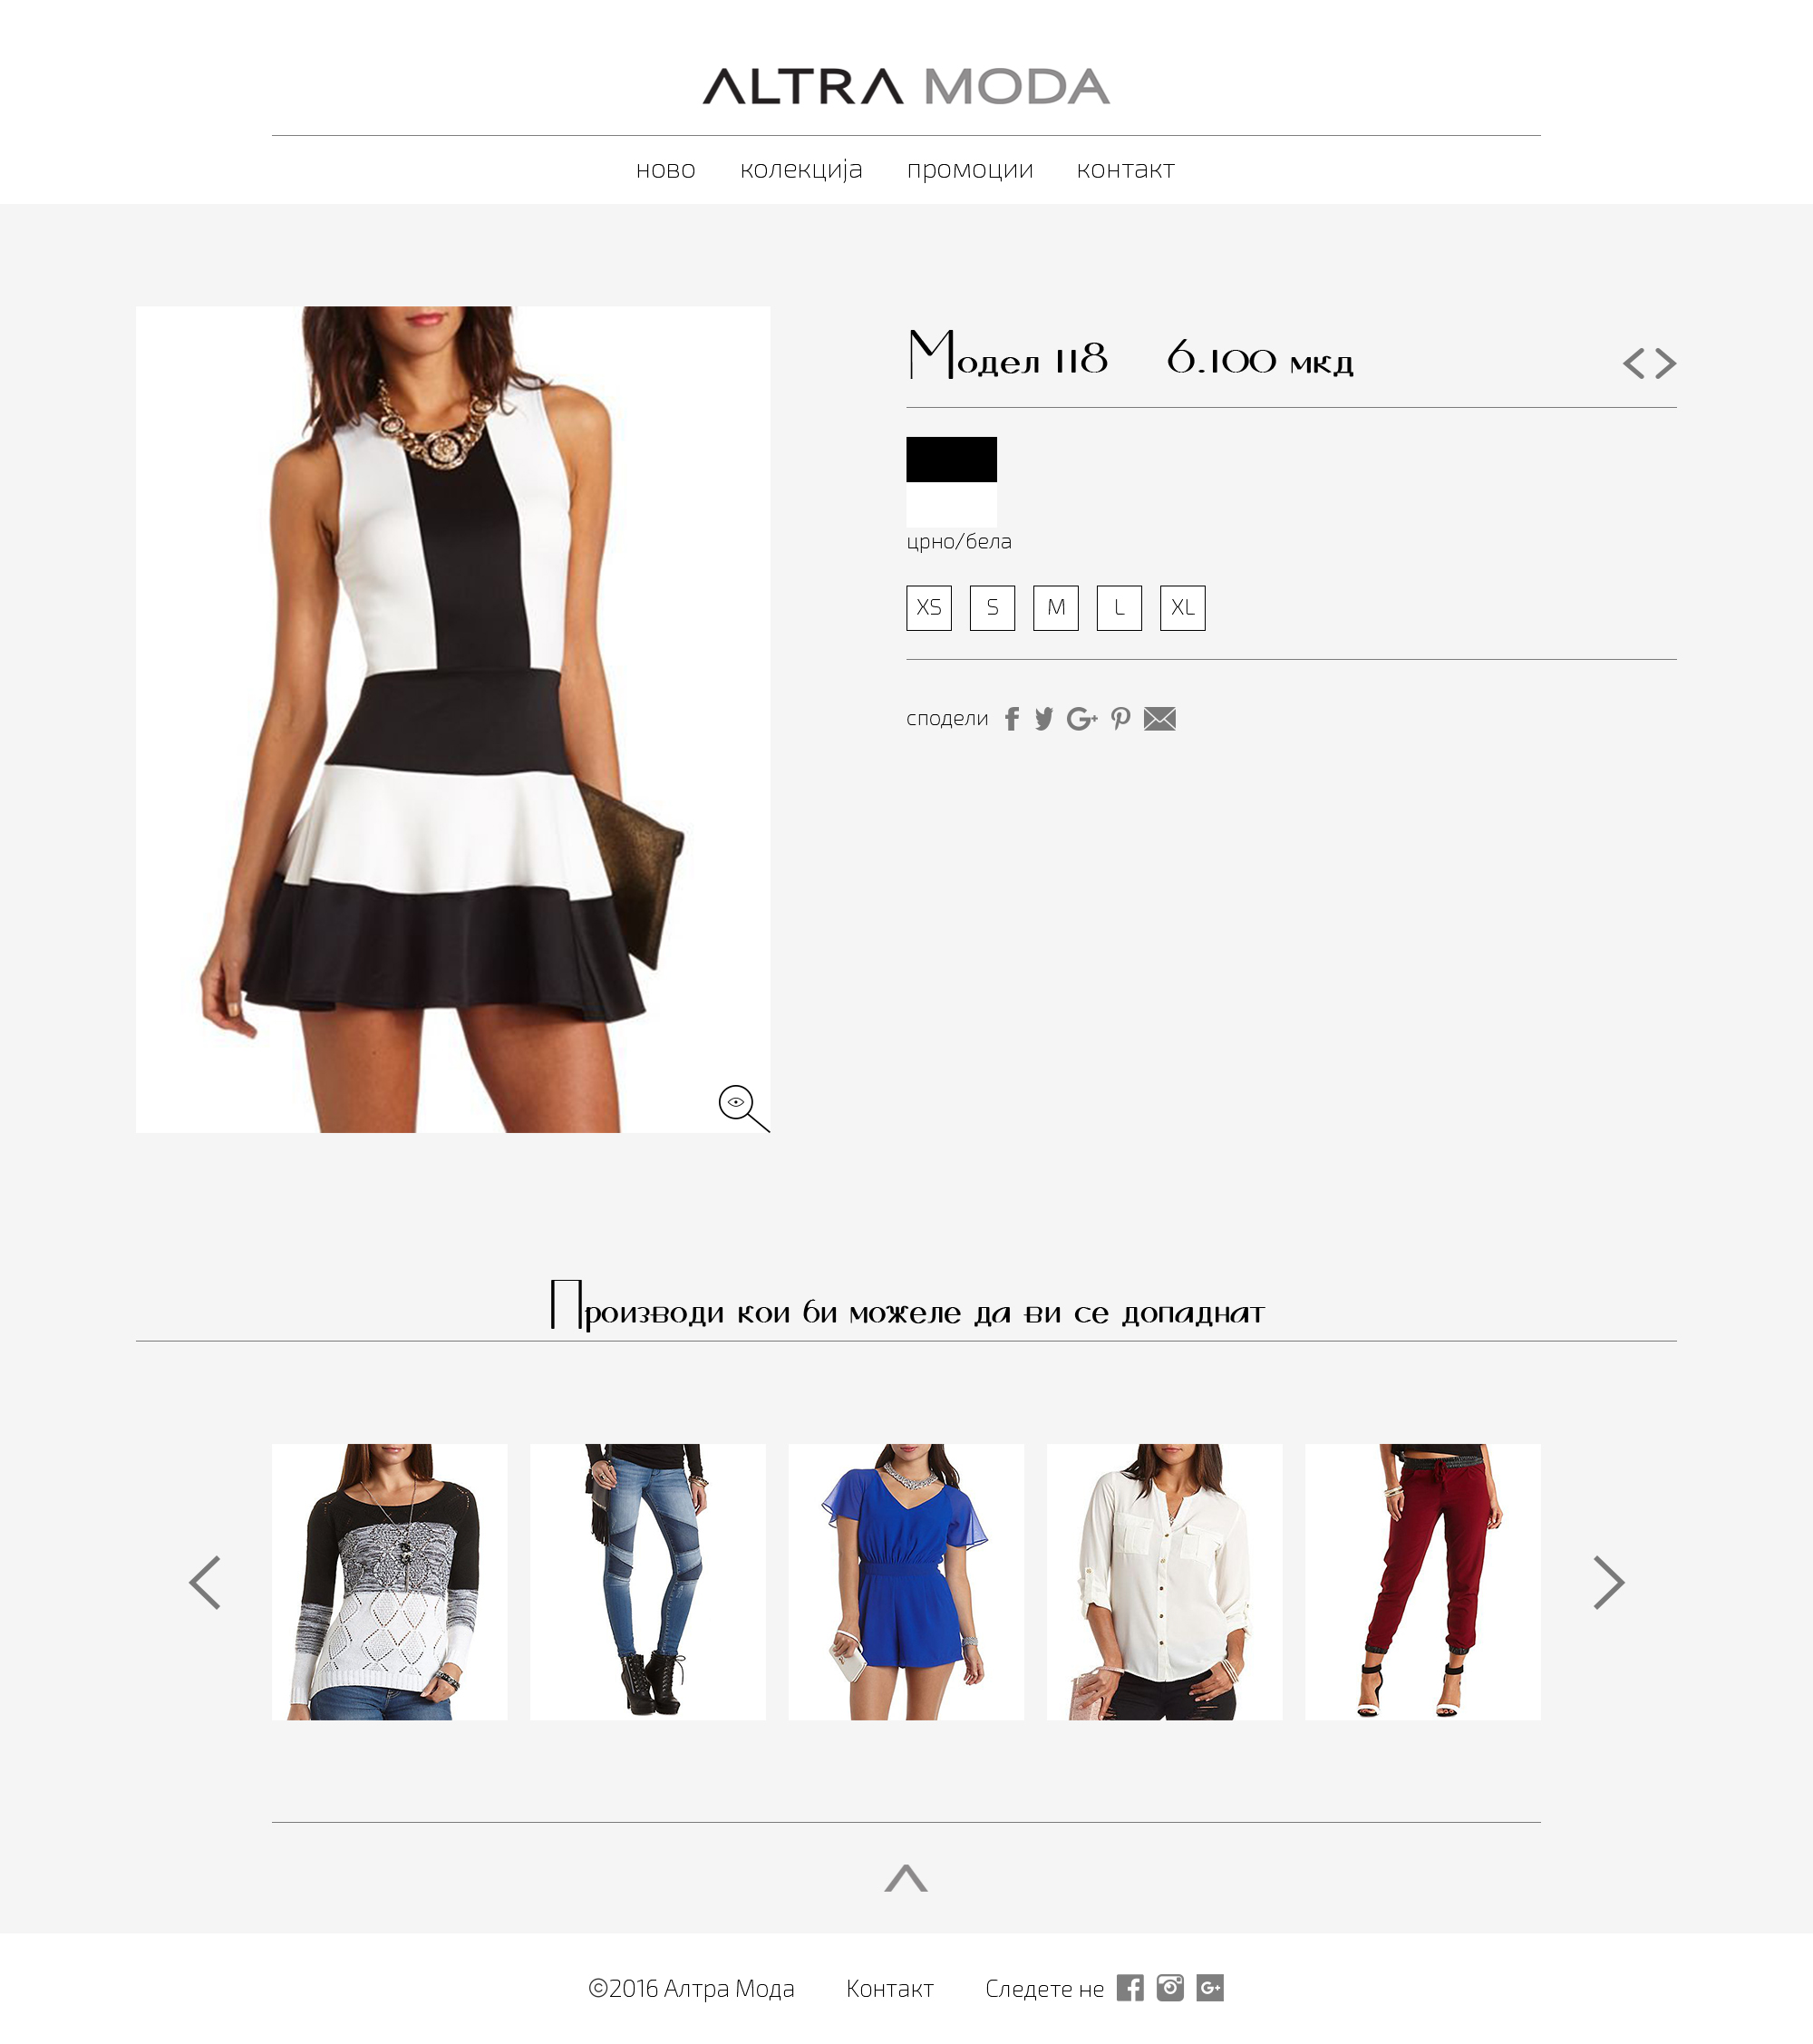 ALTRA MODA
ново колекција промоции контакт
Модел 118 6.100 мкд
црно/бела
XS S M L XL
сподели
Производи кои би можеле да ви се допаднат
©2016 Алтра Мода Контакт Следете не